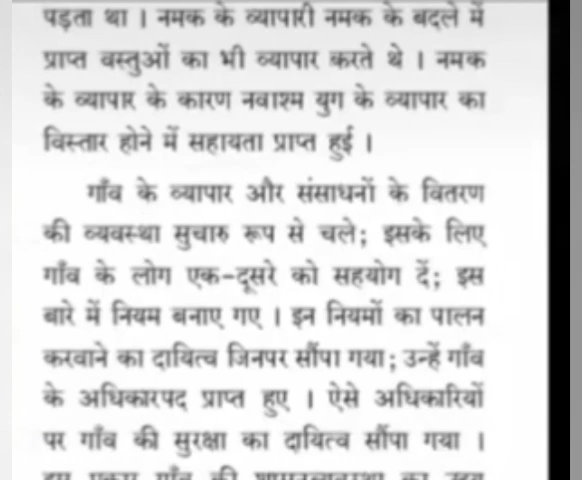 पड़ता था । नमक के व्यापारी नमक के बदले में
प्राप्त वस्तुओं का भी व्यापार करते थे । नमक
के व्यापार के कारण नवाश्म युग के व्यापार का
विस्तार होने में सहायता प्राप्त हुई ।
गाँव के व्यापार और संसाधनों के वितरण
की व्यवस्था सुचारु रूप से चले; इसके लिए
गाँव के लोग एक-दूसरे को सहयोग दें; इस
बारे में नियम बनाए गए । इन नियमों का पालन
करवाने का दायित्व जिनपर सौंपा गया; उन्हें गाँव
के अधिकारपद प्राप्त हुए । ऐसे अधिकारियों
पर गाँव की सुरक्षा का दायित्व सौंपा गया ।